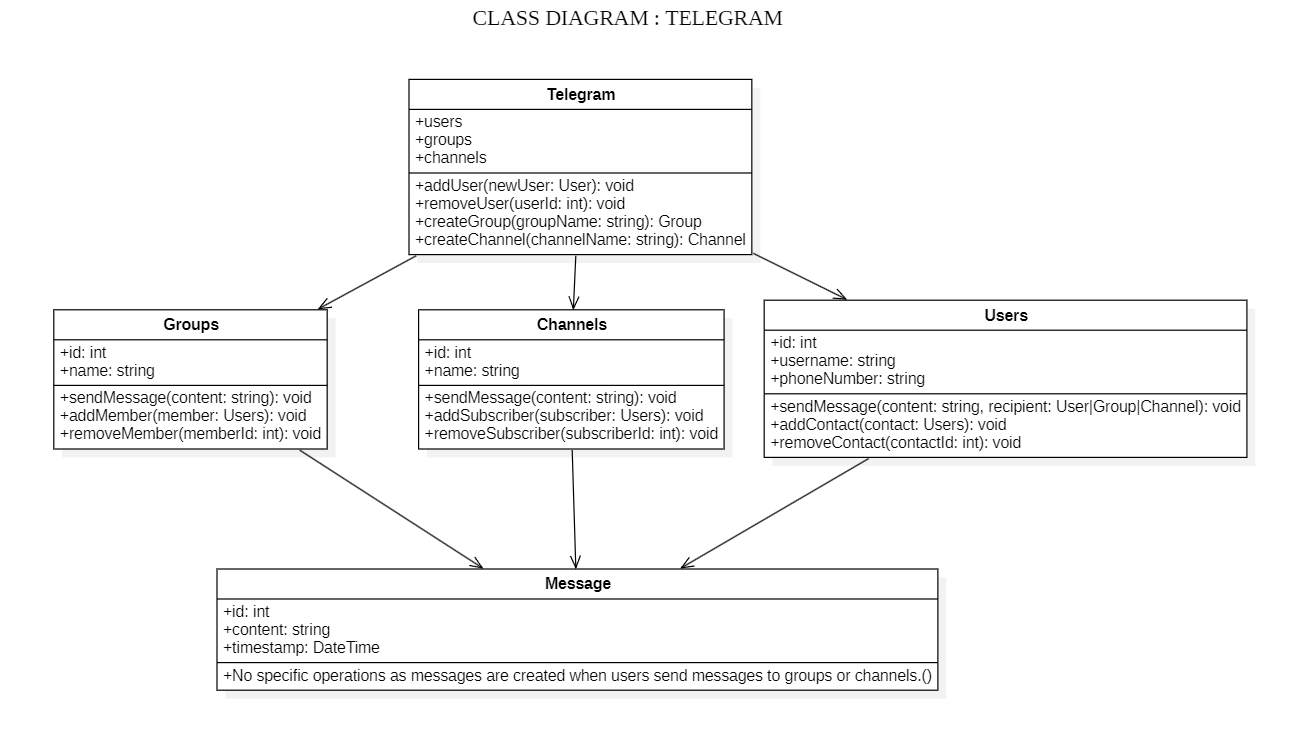 CLASS DIAGRAM : TELEGRAM
Telegram
+users
+groups
+channels
+addUser(newUser: User): void
+removeUser(userId: int): void
+createGroup(groupName: string): Group
+createChannel(channelName: string): Channel
Groups
+id: int
+name: string
+sendMessage(content: string): void
+addMember(member: Users): void
+removeMember(memberId: int): void
Channels
+id: int
+name: string
+sendMessage(content: string): void
+addSubscriber(subscriber: Users): void
+removeSubscriber(subscriberId: int): void
Users
+id: int
+username: string
+phoneNumber: string
+sendMessage(content: string, recipient: User|Group|Channel): void
+addContact(contact: Users): void
+removeContact(contactId: int): void
Message
+id: int
+content: string
+timestamp: DateTime
+No specific operations as messages are created when users send messages to groups or channels.()